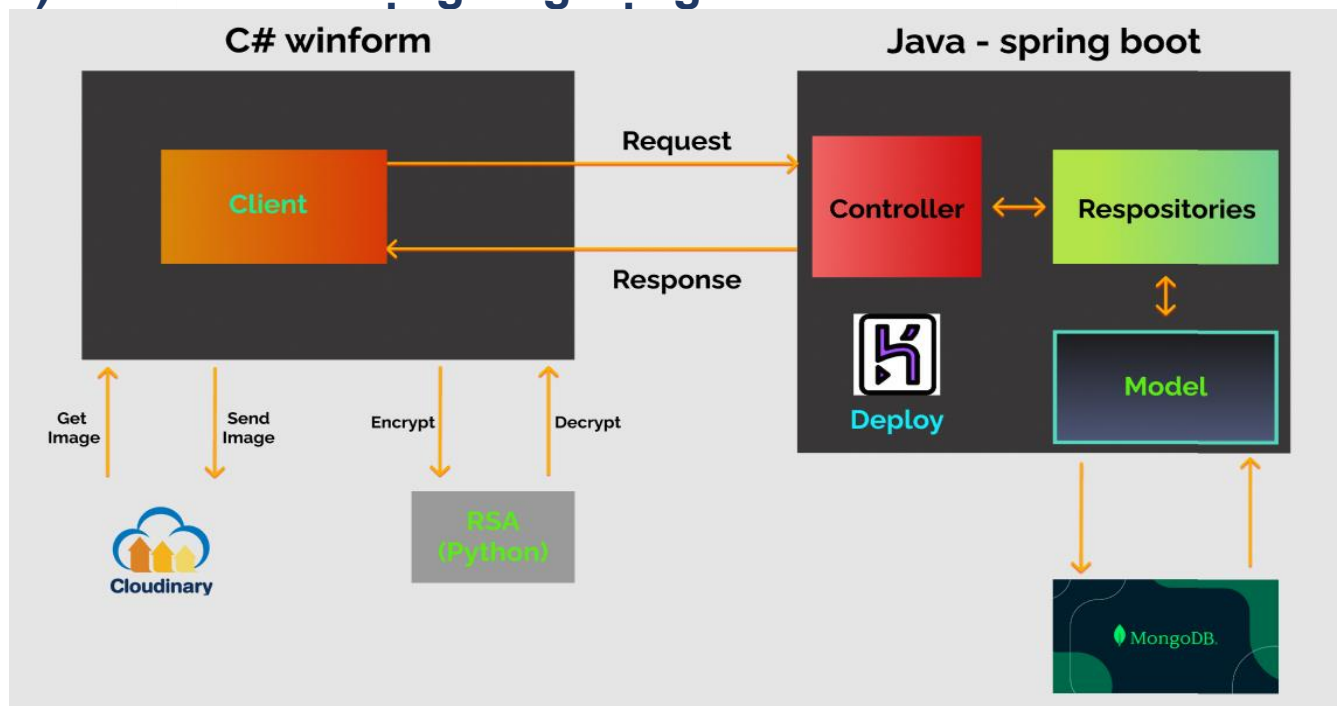 C# winform
Java - spring boot
Client
Request
Response
Controller
Respositories
Model
Deploy
Get
Image
Send
Image
Encrypt
Decrypt
Cloudinary
RSA
(Python)
MongoDB.